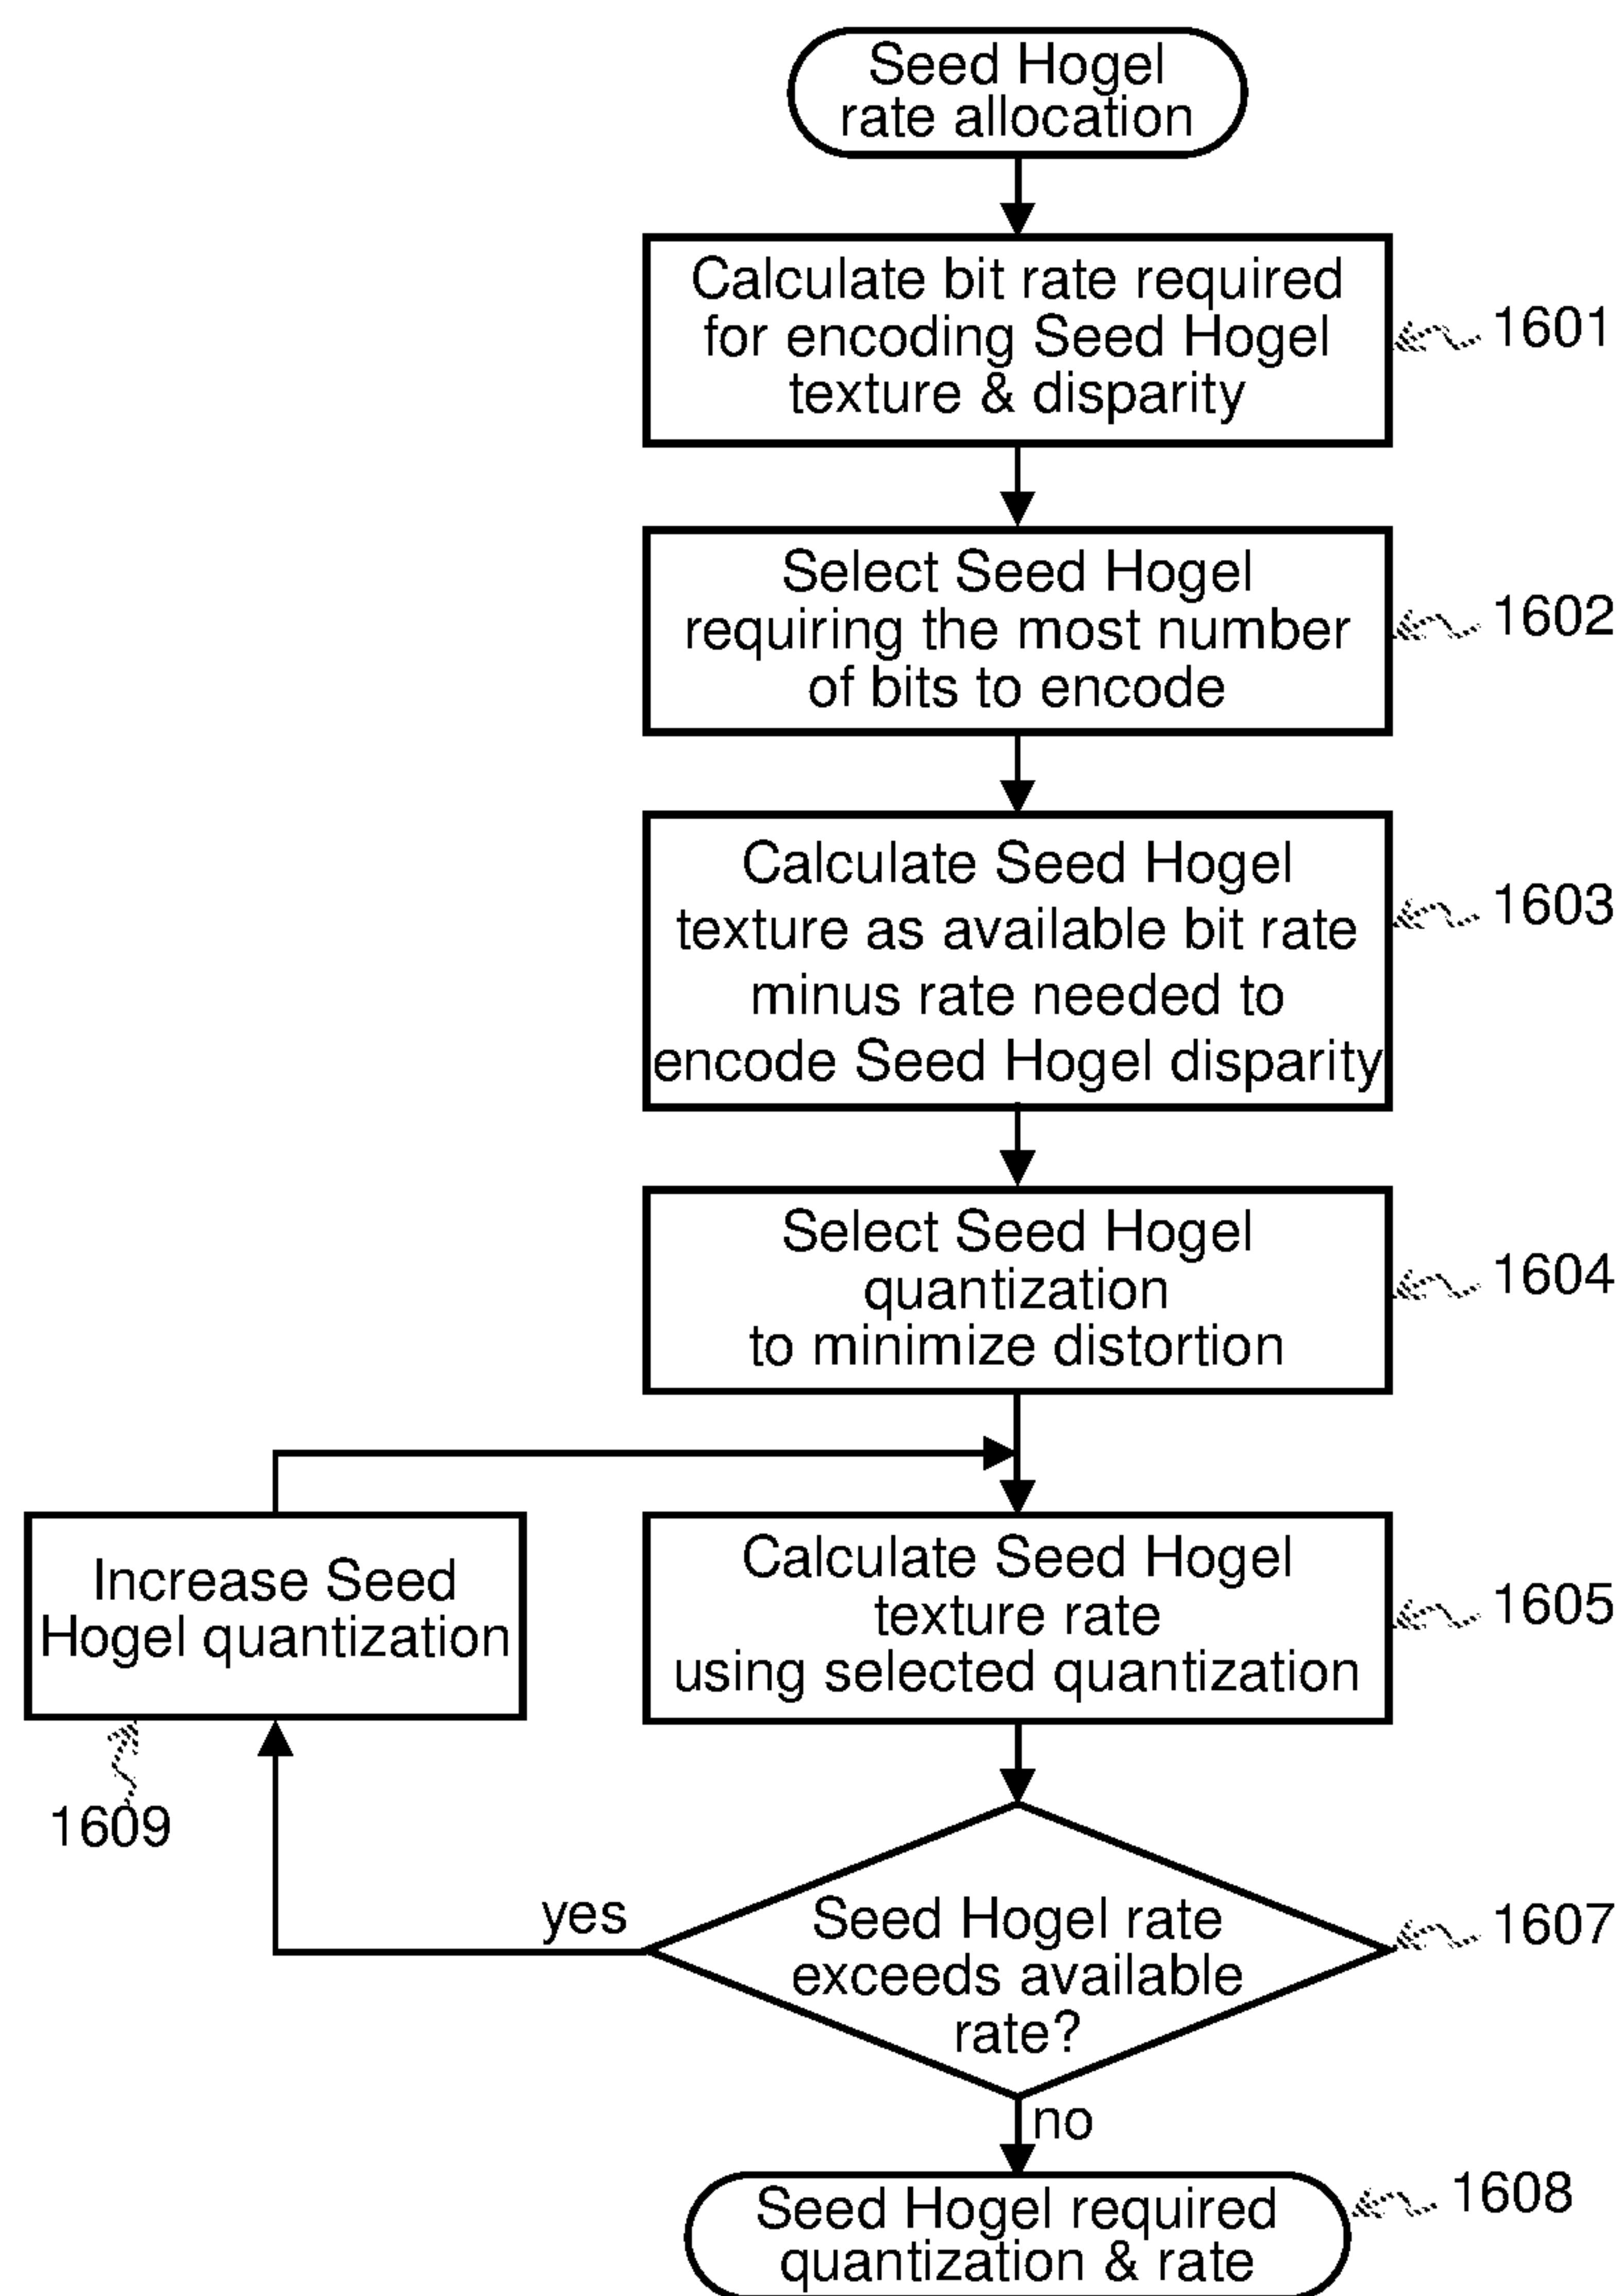 Seed Hogel
rate allocation
Calculate bit rate required
for encoding Seed Hogel
texture & disparity
1601
Select Seed Hogel
requiring the most number
of bits to encode
1602
Calculate Seed Hogel
texture as available bit rate
minus rate needed to
encode Seed Hogel disparity
1603
Select Seed Hogel
quantization
to minimize distortion
1604
Increase Seed
Hogel quantization
1609
Calculate Seed Hogel
texture rate
using selected quantization
1605
yes
Seed Hogel rate
exceeds available
rate?
1607
no
Seed Hogel required
quantization & rate
1608